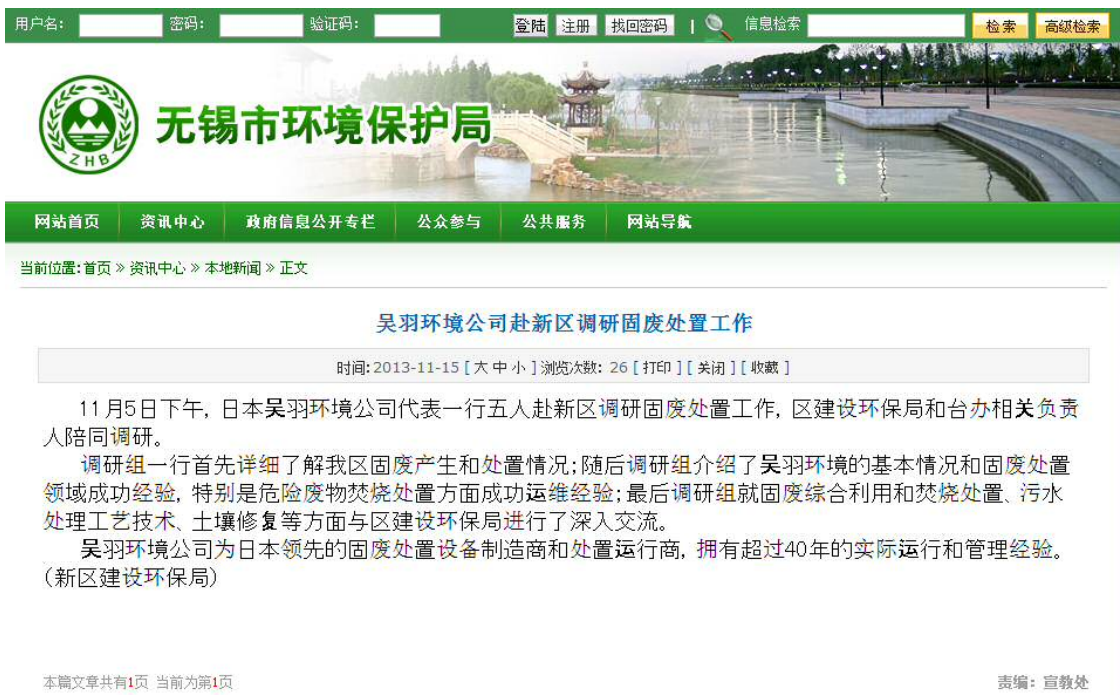 用户名: 密码: 验证码: 登陆 注册 找回密码 | 信息检索 检索 高级检索
ZHB
无锡市环境保护局
网站首页 资讯中心 政府信息公开专栏 公众参与 公共服务 网站导航
当前位置:首页 » 资讯中心 » 本地新闻 » 正文
吴羽环境公司赴新区调研固废处置工作
时间:2013-11-15 [ 大 中 小 ] 浏览次数: 26 [ 打印 ] [ 关闭 ] [ 收藏 ]
11月5日下午, 日本吴羽环境公司代表一行五人赴新区调研固废处置工作, 区建设环保局和台办相关负责
人陪同调研。
调研组一行首先详细了解我区固废产生和处置情况;随后调研组介绍了吴羽环境的基本情况和固废处置
领域成功经验, 特别是危险废物焚烧处置方面成功运维经验;最后调研组就固废综合利用和焚烧处置、污水
处理工艺技术、土壤修复等方面与区建设环保局进行了深入交流。
吴羽环境公司为日本领先的固废处置设备制造商和处置运行商, 拥有超过40年的实际运行和管理经验。
(新区建设环保局)
本篇文章共有1页 当前为第1页 责编: 宣教处